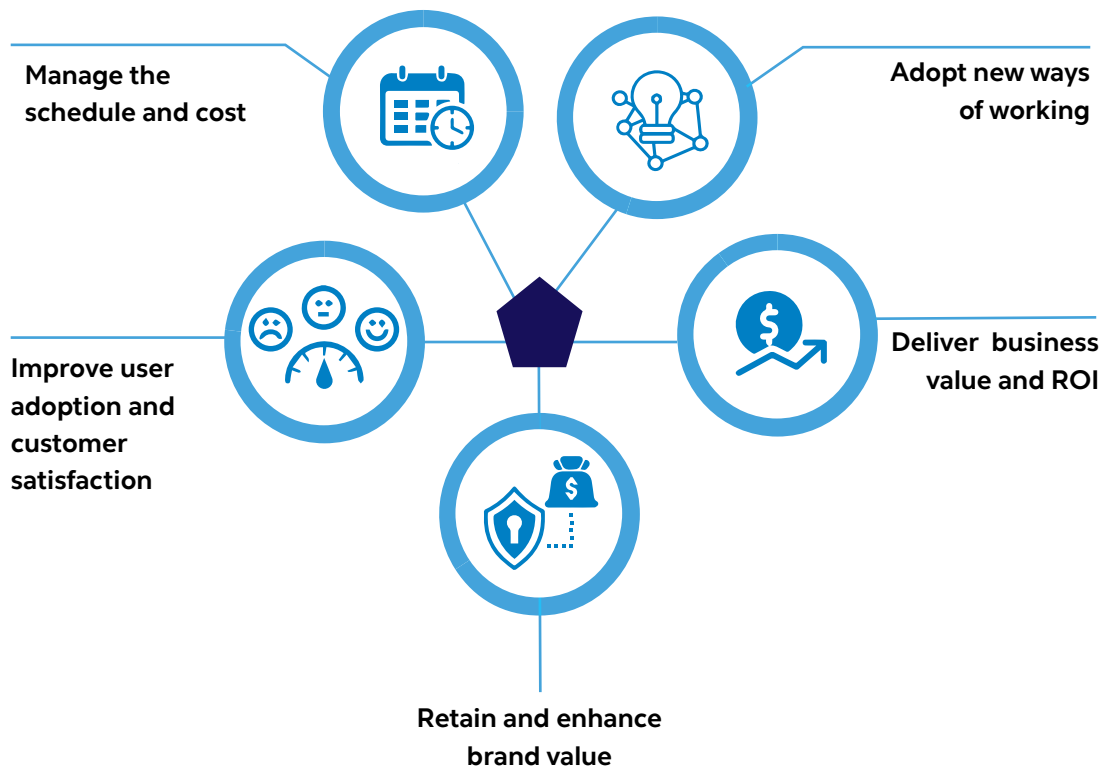 Manage the
schedule and cost
Adopt new ways
of working
Improve user
adoption and
customer
satisfaction
Deliver  business
value and ROI
$
$
Retain and enhance
brand value